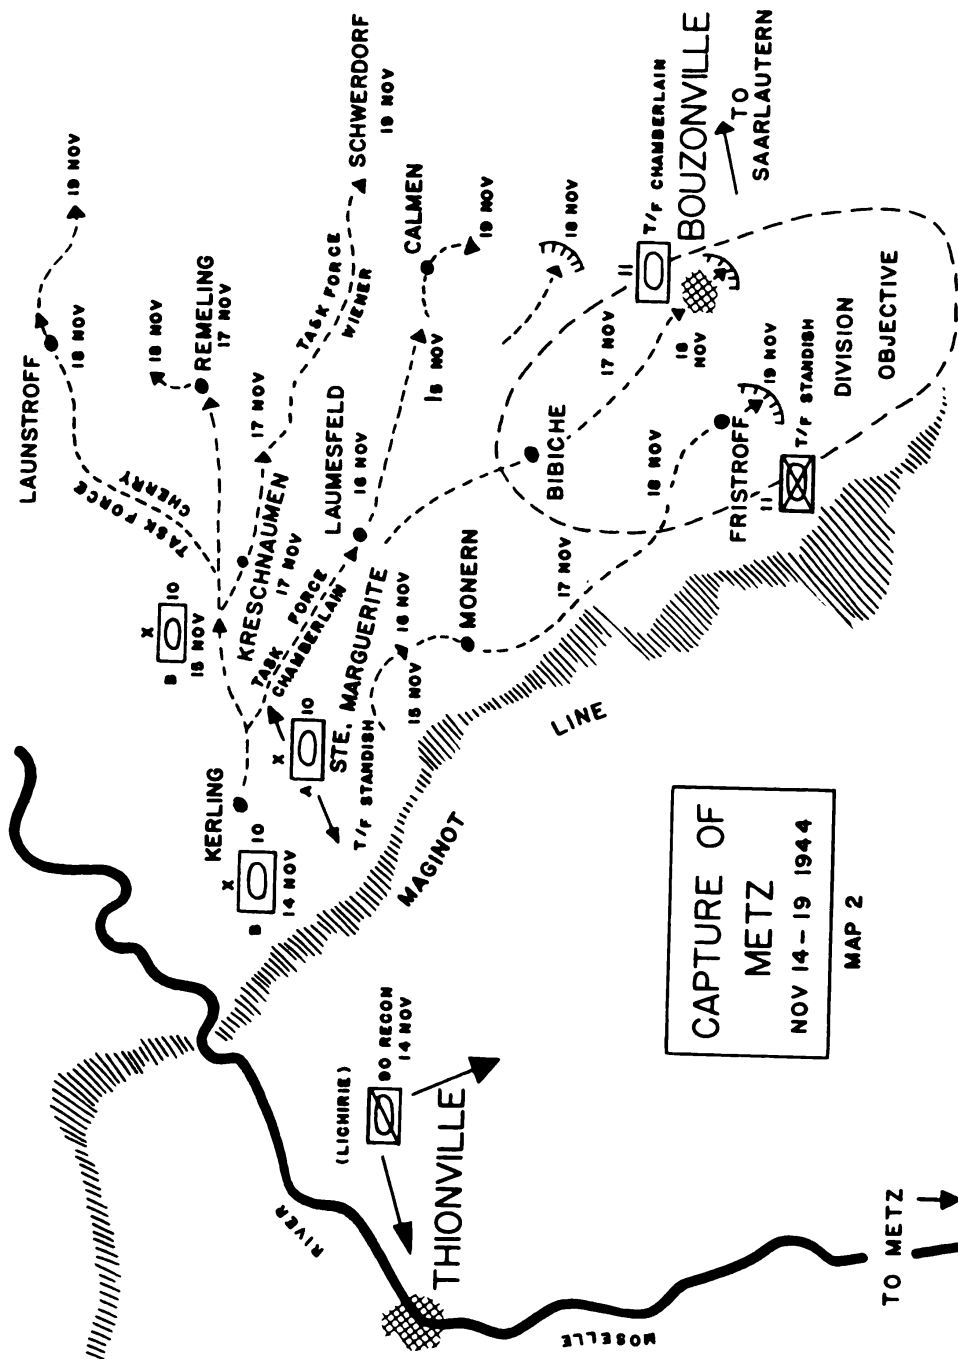 LAUNSTROFF
18 NOV
19 NOV
TASK FORCE
CHERRY
X
B 10
15 NOV
18 NOV
REMELING
17 NOV
KERLING
X
B 10
14 NOV
KRESCHNAUMEN
17 NOV
17 NOV
TASK FORCE
WIENER
SCHWERDORF
19 NOV
TASK FORCE
CHAMBERLAIN
X
A 10
LAUMESFELD
16 NOV
STE. MARGUERITE
T/F STANDISH
15 NOV
16 NOV
CALMEN
15 NOV
19 NOV
MONERN
RIVER
(LICHIRIE)
90 RECON
14 NOV
THIONVILLE
MAGINOT
LINE
BIBICHE
17 NOV
18 NOV
17 NOV
18 NOV
11
T/F CHAMBERLAIN
BOUZONVILLE
TO
SAARLAUTERN
18
NOV
FRISTROFF
19 NOV
11
T/F STANDISH
DIVISION
OBJECTIVE
MOSELLE
TO METZ
CAPTURE OF
METZ
NOV 14-19 1944
MAP 2